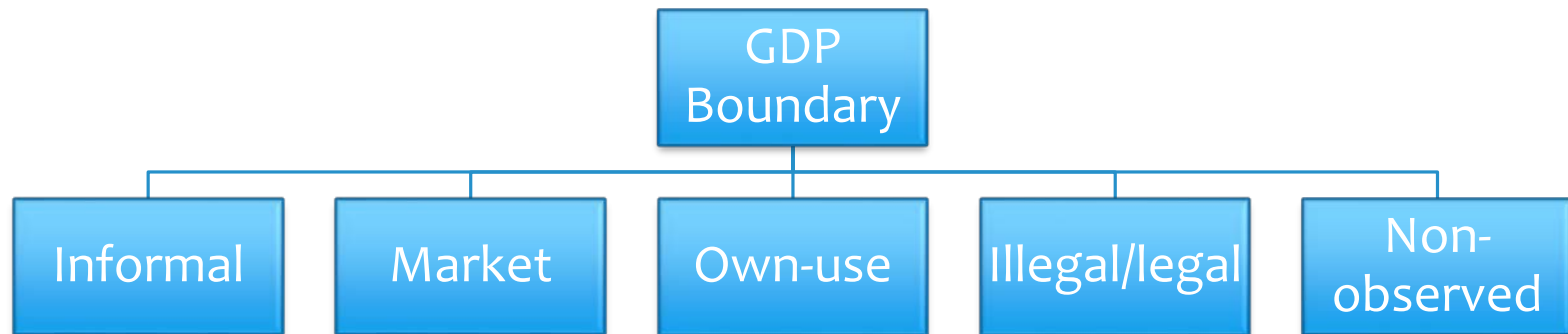 GDP
Boundary
Informal
Market
Own-use
Illegal/legal
Non-
observed